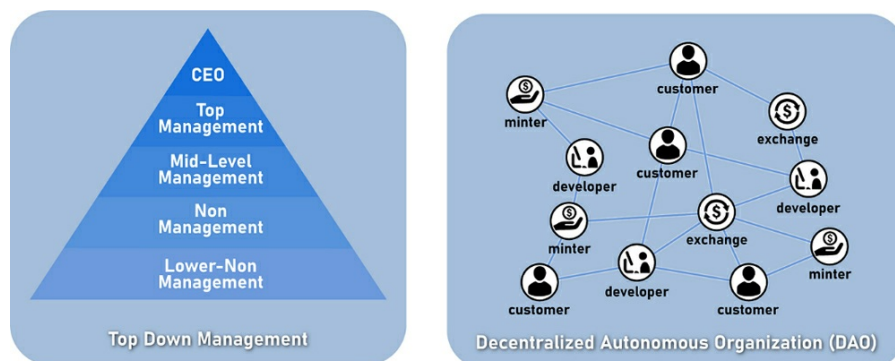 CEO
Top
Management
Mid-Level
Management
Non
Management
Lower-Non
Management
Top Down Management
customer
minter
exchange
customer
developer
developer
minter
exchange
minter
customer
developer
customer
Decentralized Autonomous Organization (DAO)